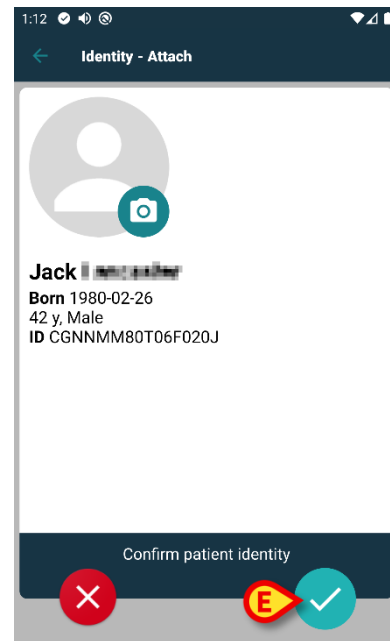 1:12
Identity - Attach
Jack
Born 1980-02-26
42 y, Male
ID CGNNMM80T06F020J
Confirm patient identity
E